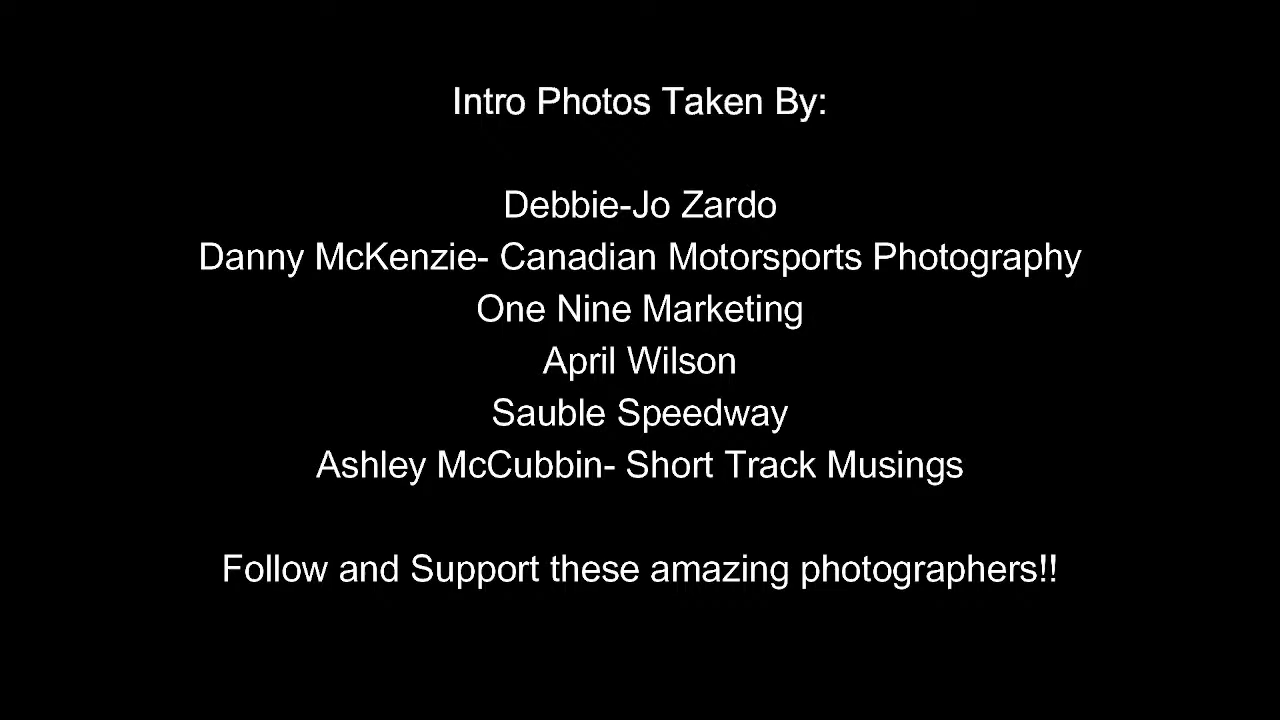 Intro Photos Taken By:
Debbie-Jo Zardo
Danny McKenzie- Canadian Motorsports Photography
One Nine Marketing
April Wilson
Sauble Speedway
Ashley McCubbin- Short Track Musings
Follow and Support these amazing photographers!!